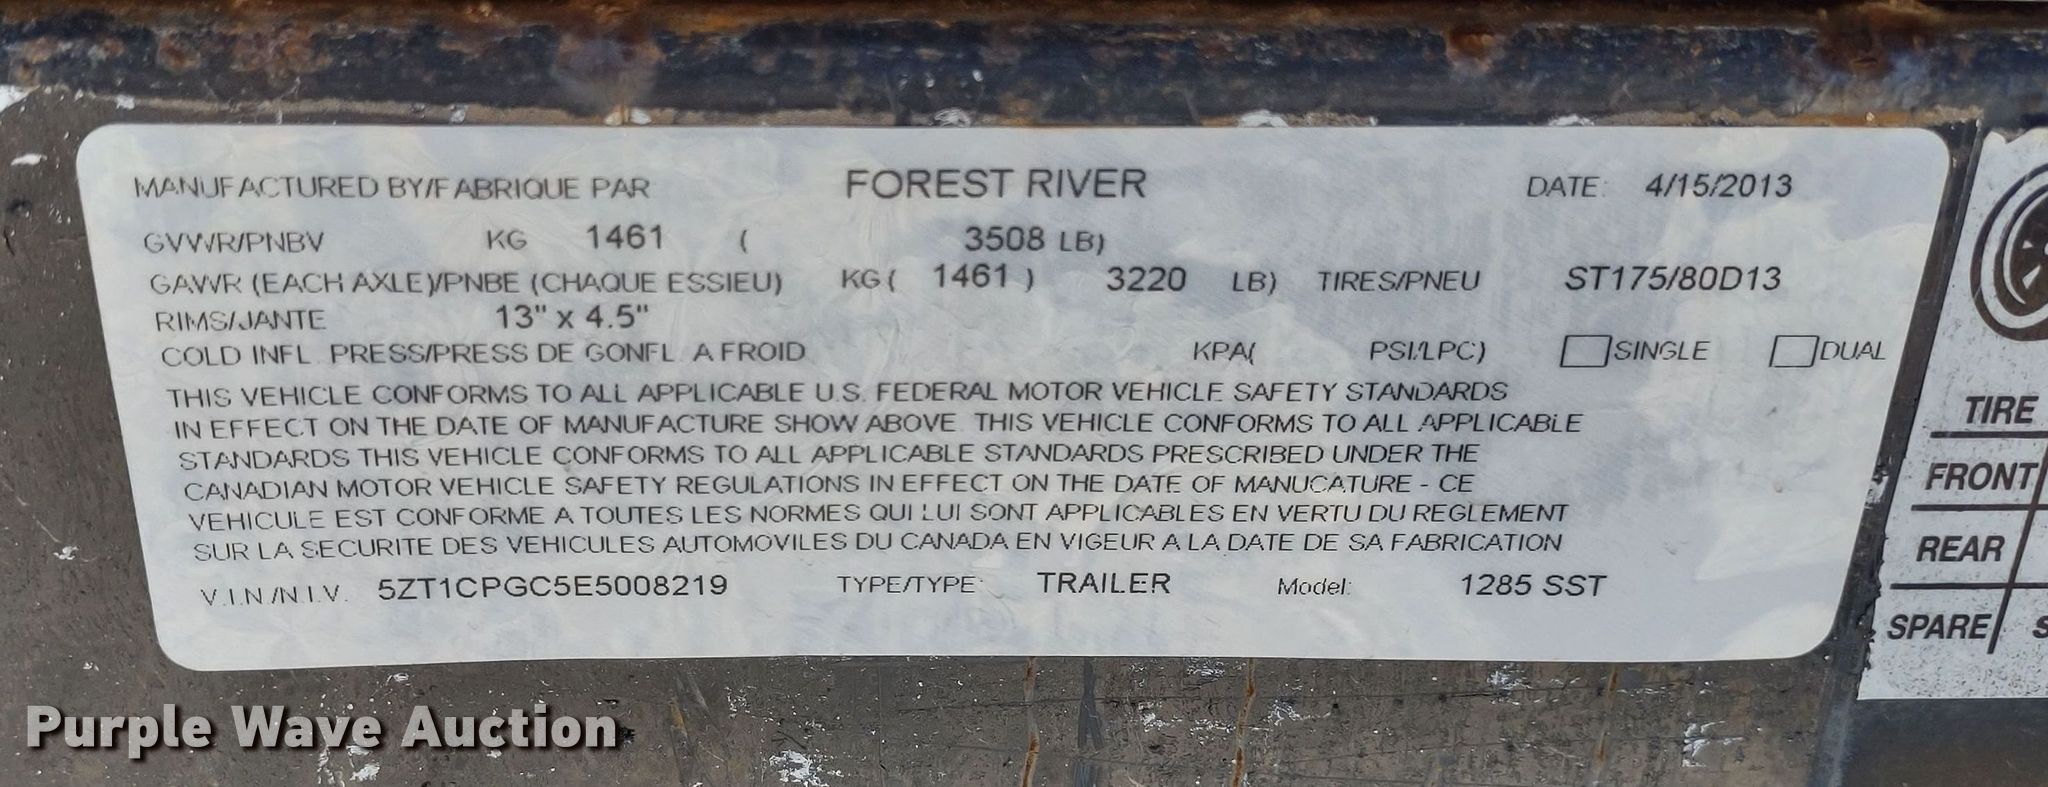 MANUFACTURED BY/FABRIQUE PAR FOREST RIVER DATE: 4/15/2013
GVWR/PNBV KG 1461 ( 3508 LB)
GAWR (EACH AXLE)/PNBE (CHAQUE ESSIEU) KG ( 1461 ) 3220 LB) TIRES/PNEU ST175/80D13
RIMS/JANTE 13" x 4.5"
COLD INFL. PRESS/PRESS DE GONFL. A FROID KPA( PSI/LPC) SINGLE DUAL
THIS VEHICLE CONFORMS TO ALL APPLICABLE U.S. FEDERAL MOTOR VEHICLE SAFETY STANDARDS
IN EFFECT ON THE DATE OF MANUFACTURE SHOW ABOVE. THIS VEHICLE CONFORMS TO ALL APPLICABLE
STANDARDS THIS VEHICLE CONFORMS TO ALL APPLICABLE STANDARDS PRESCRIBED UNDER THE
CANADIAN MOTOR VEHICLE SAFETY REGULATIONS IN EFFECT ON THE DATE OF MANUCATURE - CE
VEHICULE EST CONFORME A TOUTES LES NORMES QUI LUI SONT APPLICABLES EN VERTU DU REGLEMENT
SUR LA SECURITE DES VEHICULES AUTOMOVILES DU CANADA EN VIGEUR A LA DATE DE SA FABRICATION
V.I.N./N.I.V. 5ZT1CPGC5E5008219 TYPE/TYPE: TRAILER Model: 1285 SST
TIRE
FRONT
REAR
SPARE
Purple Wave Auction